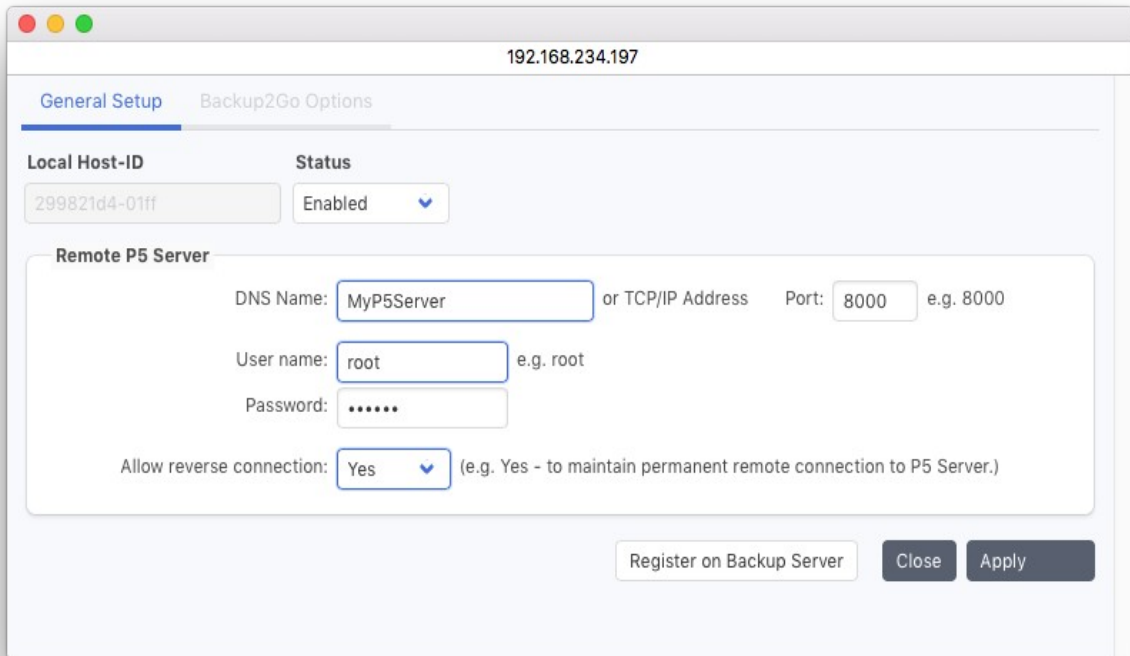 192.168.234.197
General Setup Backup2Go Options
Local Host-ID Status
299821d4-01ff Enabled
Remote P5 Server
DNS Name: MyP5Server or TCP/IP Address Port: 8000 e.g. 8000
User name: root e.g. root
Password: ••••••
Allow reverse connection: Yes (e.g. Yes - to maintain permanent remote connection to P5 Server.)
Register on Backup Server Close Apply